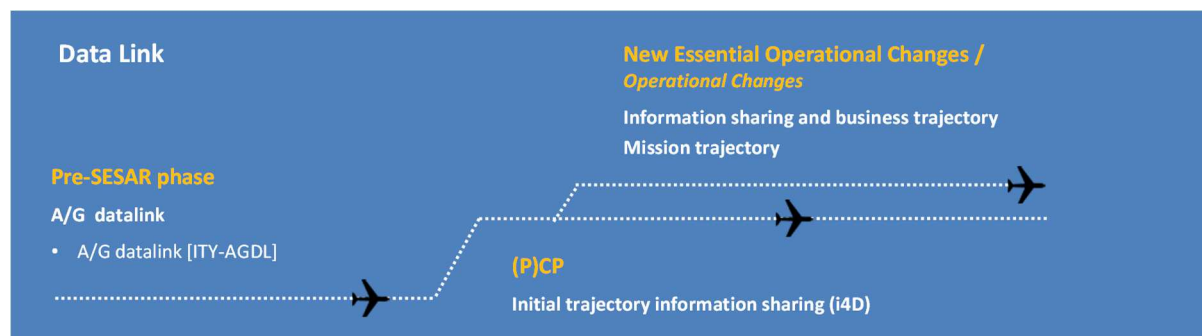 Data Link
New Essential Operational Changes /
Operational Changes
Information sharing and business trajectory
Mission trajectory
Pre-SESAR phase
A/G datalink
• A/G datalink [ITY-AGDL]
(P)CP
Initial trajectory information sharing (i4D)